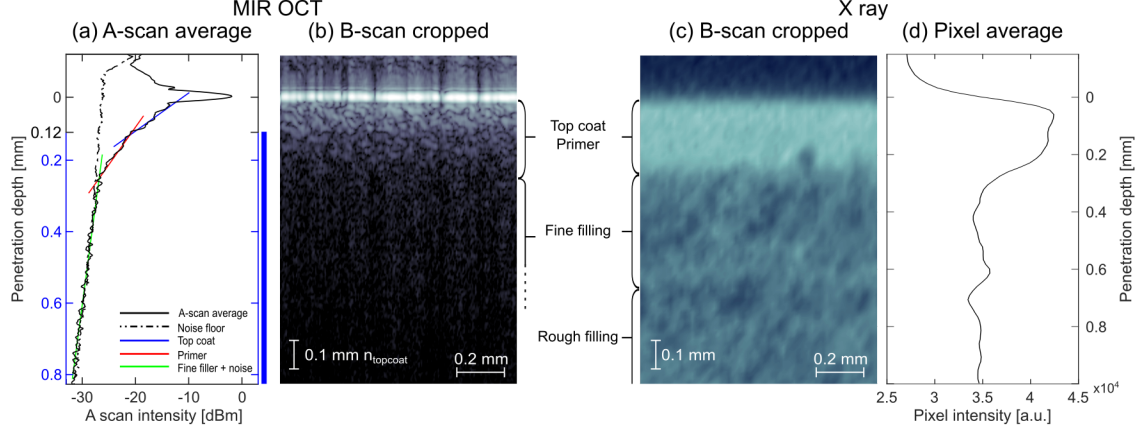 MIR OCT
X ray
(a) A-scan average
(b) B-scan cropped
(c) B-scan cropped
(d) Pixel average
Penetration depth [mm]
0
0.12
0.2
0.4
0.6
0.8
A-scan average
Noise floor
Top coat
Primer
Fine filler + noise
-30
-20
-10
0
A scan intensity [dBm]
0.1 mm n_topcoat
0.2 mm
Top coat
Primer
Fine filling
Rough filling
0.1 mm
0.2 mm
0
0.2
0.4
0.6
0.8
Penetration depth [mm]
x10⁴
2.5
3
3.5
4
4.5
Pixel intensity [a.u.]